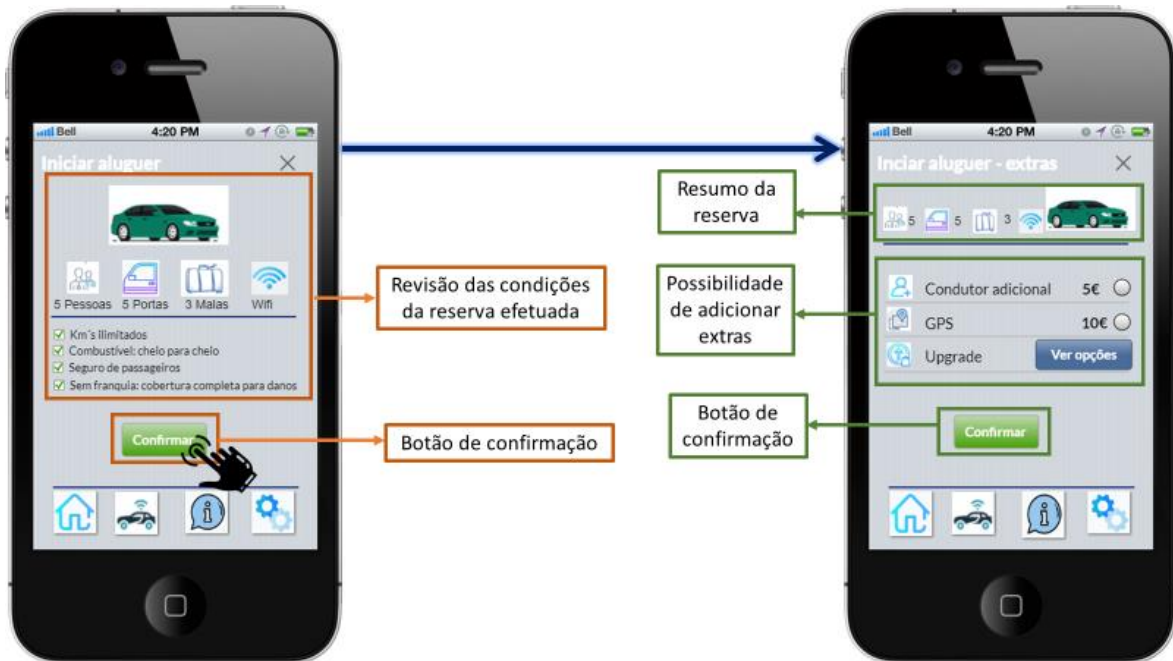 Bell 4:20 PM
Iniciar aluguer
5 Pessoas 5 Portas 3 Malas Wifi
Km´s ilimitados
Combustível: cheio para cheio
Seguro de passageiros
Sem franquia: cobertura completa para danos
Confirmar
Revisão das condições
da reserva efetuada
Botão de confirmação
Resumo da
reserva
Possibilidade
de adicionar
extras
Botão de
confirmação
Bell 4:20 PM
Inciar aluguer - extras
5 5 3
Condutor adicional 5€
GPS 10€
Upgrade Ver opções
Confirmar